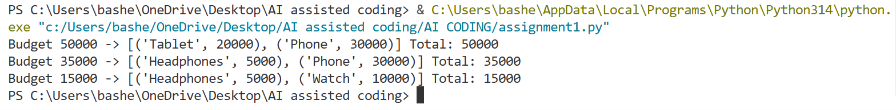 PS C:\Users\bashe\OneDrive\Desktop\AI assisted coding> & C:\Users\bashe\AppData\Local\Programs\Python\Python314\python.
exe "c:/Users/bashe/OneDrive/Desktop/AI assisted coding/AI CODING/assignment1.py"
Budget 50000 -> [('Tablet', 20000), ('Phone', 30000)] Total: 50000
Budget 35000 -> [('Headphones', 5000), ('Phone', 30000)] Total: 35000
Budget 15000 -> [('Headphones', 5000), ('Watch', 10000)] Total: 15000
PS C:\Users\bashe\OneDrive\Desktop\AI assisted coding>